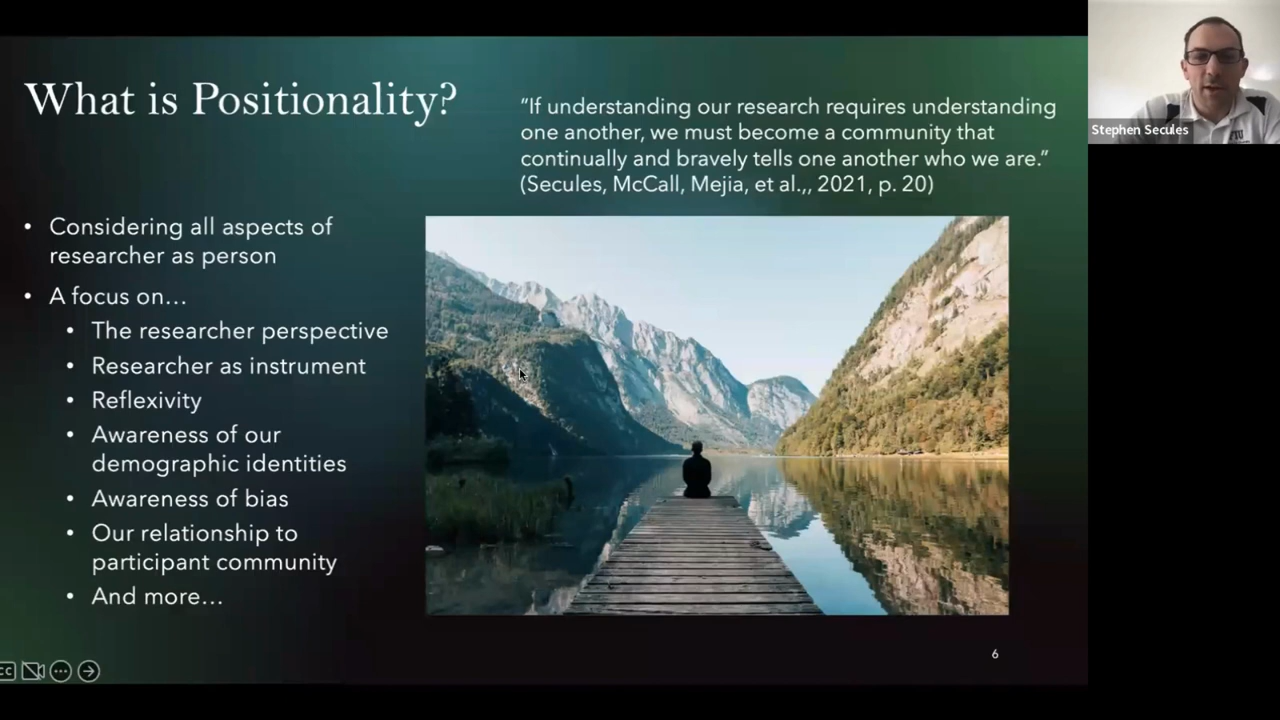 What is Positionality?
“If understanding our research requires understanding
one another, we must become a community that
continually and bravely tells one another who we are.”
(Secules, McCall, Mejia, et al.,, 2021, p. 20)
Stephen Secules
• Considering all aspects of
researcher as person
• A focus on…
• The researcher perspective
• Researcher as instrument
• Reflexivity
• Awareness of our
demographic identities
• Awareness of bias
• Our relationship to
participant community
• And more…
6